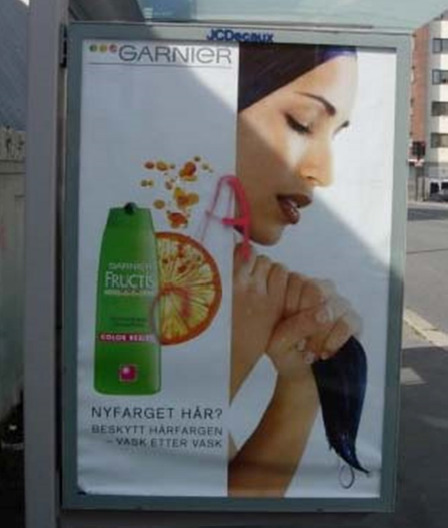 JCDecaux
GARNIER
GARNIER
FRUCTIS
COLOR RESIST
A
NYFARGET HÅR?
BESKYTT HÅRFARGEN
- VASK ETTER VASK